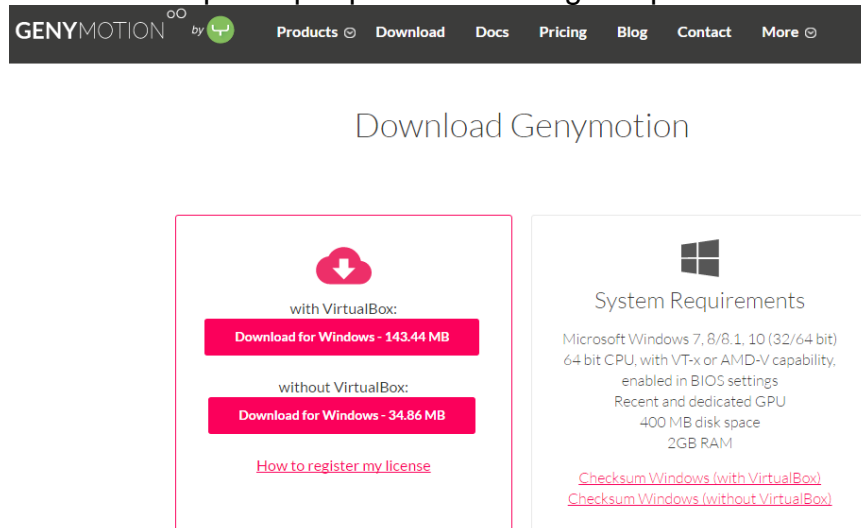 GENYMOTION by
Products Download Docs Pricing Blog Contact More
Download Genymotion
with VirtualBox:
Download for Windows - 143.44 MB
without VirtualBox:
Download for Windows - 34.86 MB
How to register my license
System Requirements
Microsoft Windows 7, 8/8.1, 10 (32/64 bit)
64 bit CPU, with VT-x or AMD-V capability,
enabled in BIOS settings
Recent and dedicated GPU
400 MB disk space
2GB RAM
Checksum Windows (with VirtualBox)
Checksum Windows (without VirtualBox)